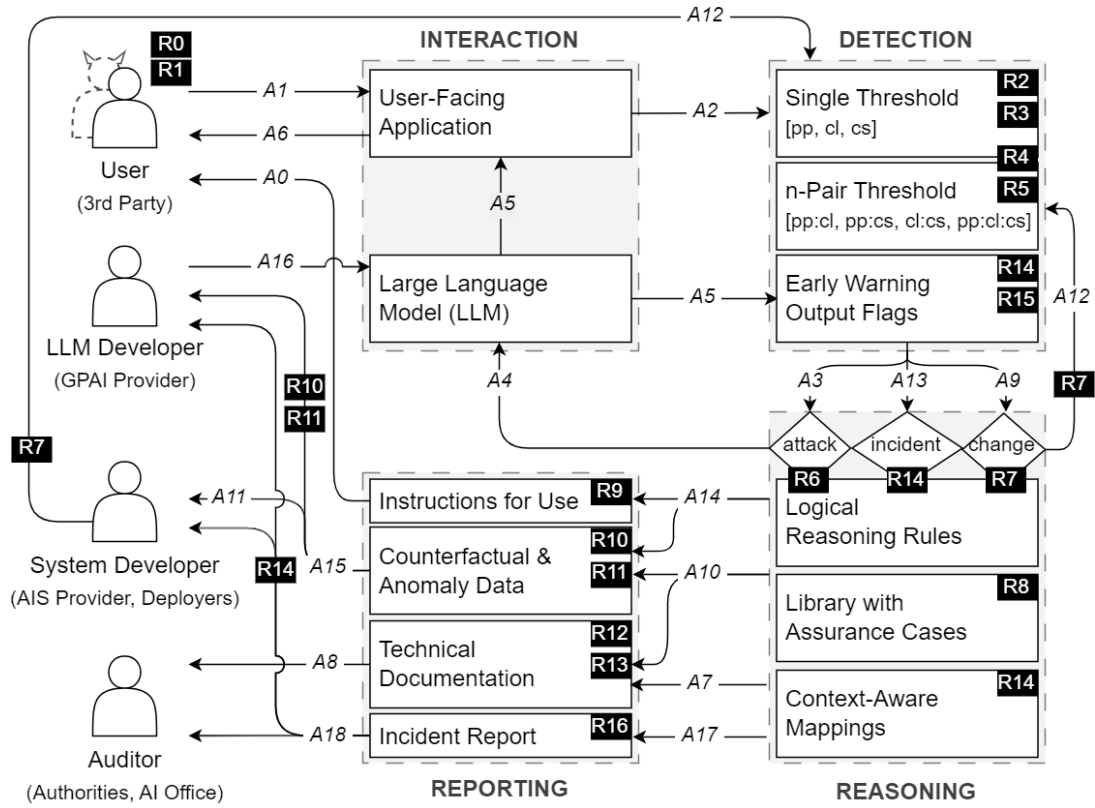 A12
INTERACTION
DETECTION
R0
R1
User
(3rd Party)
A1
A6
A0
User-Facing
Application
A2
Single Threshold
[pp, cl, cs]
R2
R3
R4
n-Pair Threshold
[pp:cl, pp:cs, cl:cs, pp:cl:cs]
R5
A5
A16
Large Language
Model (LLM)
A5
Early Warning
Output Flags
R14
R15
A12
LLM Developer
(GPAI Provider)
A4
A3
A13
A9
R7
R10
R11
R7
attack
incident
change
R6
R14
R7
A11
System Developer
(AIS Provider, Deployers)
R14
Instructions for Use
R9
A14
Logical
Reasoning Rules
A15
Counterfactual &
Anomaly Data
R10
R11
A10
Library with
Assurance Cases
R8
A8
Technical
Documentation
R12
R13
A7
Context-Aware
Mappings
R14
A18
Incident Report
R16
A17
Auditor
(Authorities, AI Office)
REPORTING
REASONING